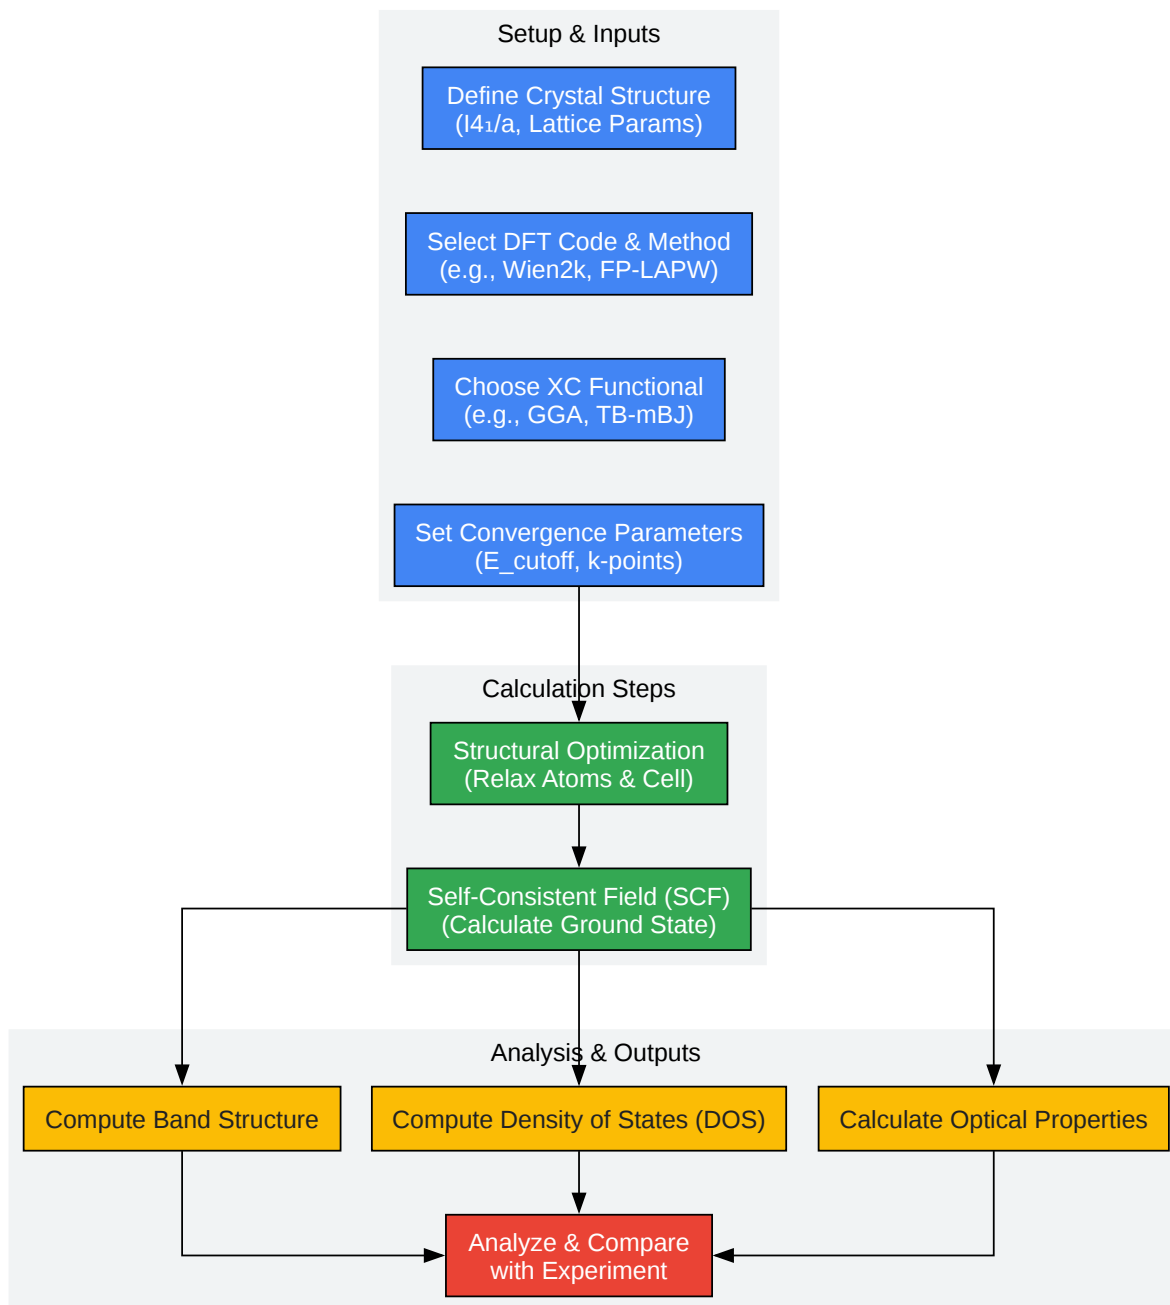 Setup & Inputs
Define Crystal Structure
(I4₁/a, Lattice Params)
Select DFT Code & Method
(e.g., Wien2k, FP-LAPW)
Choose XC Functional
(e.g., GGA, TB-mBJ)
Set Convergence Parameters
(E_cutoff, k-points)
Calculation Steps
Structural Optimization
(Relax Atoms & Cell)
Self-Consistent Field (SCF)
(Calculate Ground State)
Analysis & Outputs
Compute Band Structure
Compute Density of States (DOS)
Calculate Optical Properties
Analyze & Compare
with Experiment